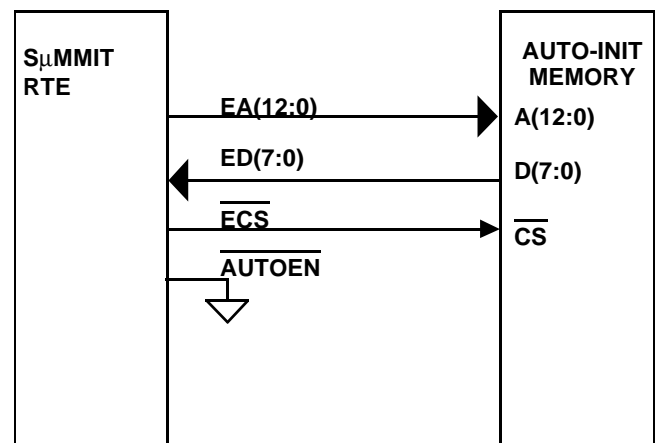 SμMMIT
RTE
AUTO-INIT
MEMORY
EA(12:0)
A(12:0)
ED(7:0)
D(7:0)
ECS
CS
AUTOEN